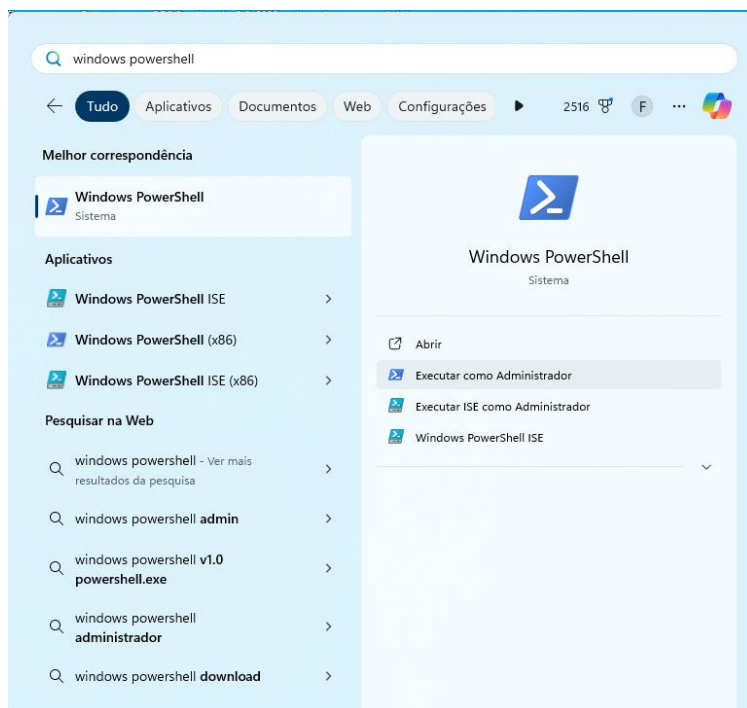 windows powershell
Tudo Aplicativos Documentos Web Configurações 2516 F ...
Melhor correspondência
Windows PowerShell
Sistema
Aplicativos
Windows PowerShell ISE
Windows PowerShell (x86)
Windows PowerShell ISE (x86)
Pesquisar na Web
windows powershell - Ver mais
resultados da pesquisa
windows powershell admin
windows powershell v1.0
powershell.exe
windows powershell
administrador
windows powershell download
Windows PowerShell
Sistema
Abrir
Executar como Administrador
Executar ISE como Administrador
Windows PowerShell ISE